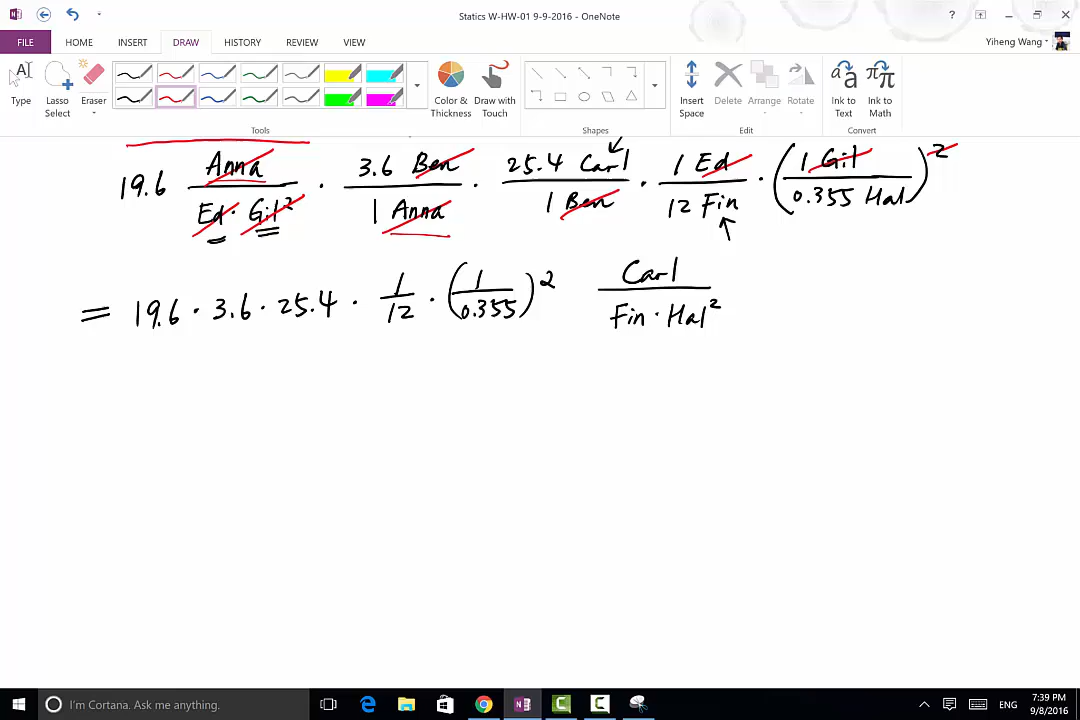 Statics W-HW-01 9-9-2016 - OneNote
FILE HOME INSERT DRAW HISTORY REVIEW VIEW Yiheng Wang
Type Lasso Select Eraser Color & Thickness Draw with Touch Insert Space Delete Arrange Rotate Ink to Text Ink to Math
Tools Shapes Edit Convert
19.6 Anna / Ed · Gil² · 3.6 Ben / 1 Anna · 25.4 Carl / 1 Ben · 1 Ed / 12 Fin · (1 Gil / 0.355 Hal)²
= 19.6 · 3.6 · 25.4 · 1/12 · (1/0.355)² Carl / Fin · Hal²
I'm Cortana. Ask me anything. ENG 7:39 PM
9/8/2016